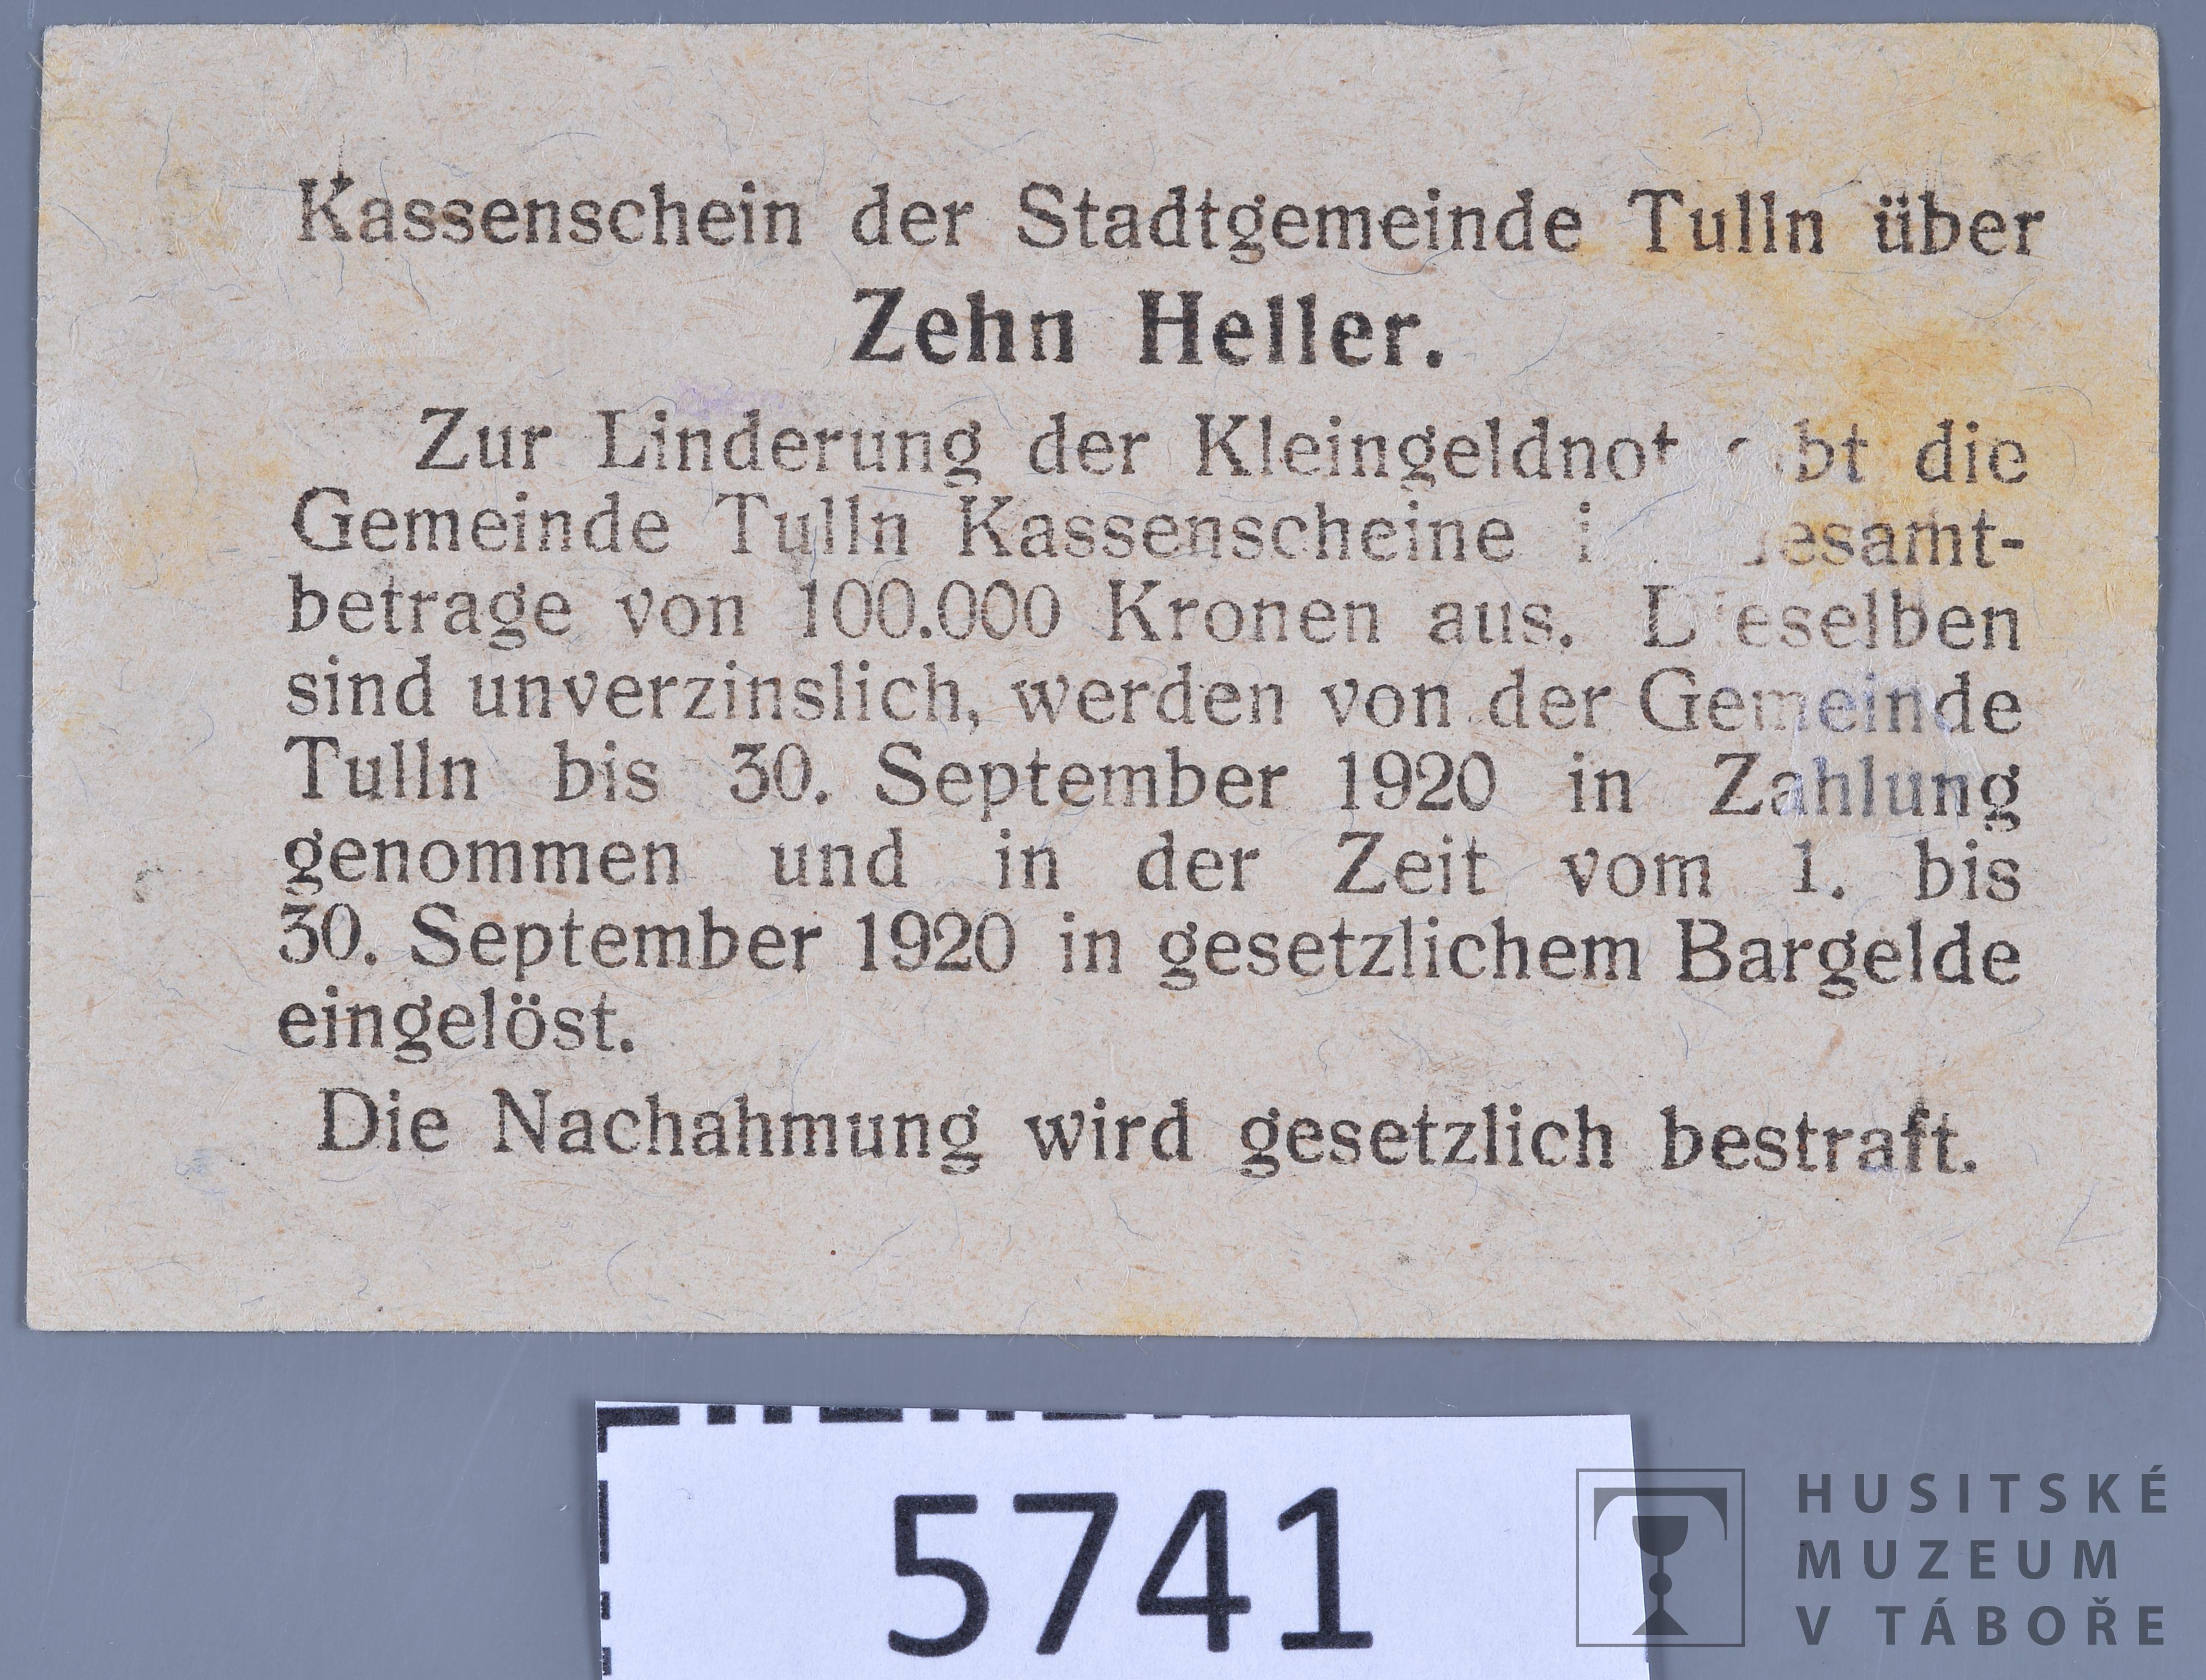 Kassenschein der Stadtgemeinde Tulln über
Zehn Heller.
Zur Linderung der Kleingeldnot die
Gemeinde Tulln Kassenscheine
betrage von 100.000 Kronen aus. Dieselben
sind unverzinslich, werden von der Gemeinde
Tulln bis 30. September 1920 in Zahlung
genommen und in der Zeit vom 1. bis
30. September 1920 in gesetzlichem Bargelde
eingelöst.
Die Nachahmung wird gesetzlich bestraft.
5741
HUSITSKÉ
MUZEUM
V TÁBOŘE